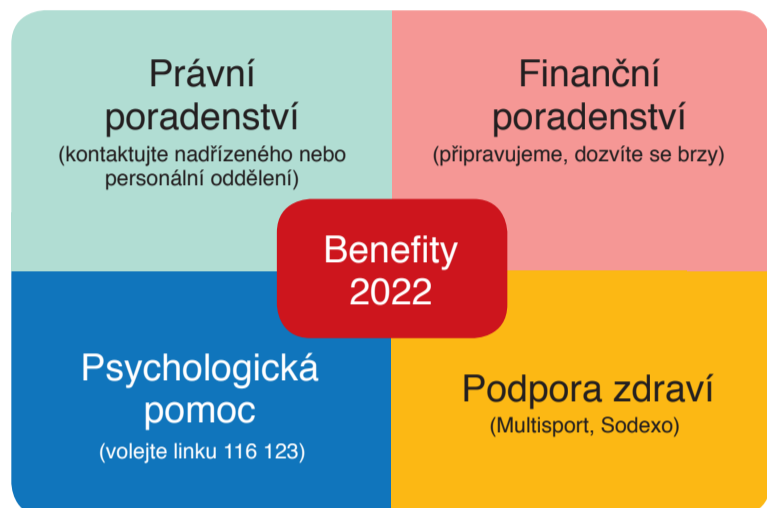 Právní
poradenství
(kontaktujte nadřízeného nebo
personální oddělení)
Finanční
poradenství
(připravujeme, dozvíte se brzy)
Benefity
2022
Psychologická
pomoc
(volejte linku 116 123)
Podpora zdraví
(Multisport, Sodexo)